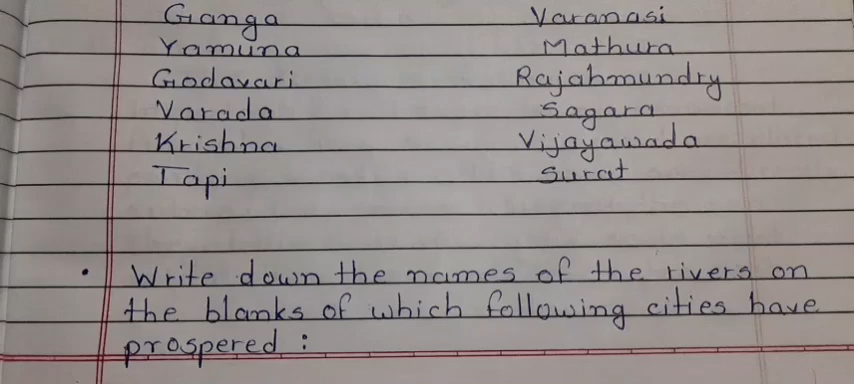 Ganga Varanasi
Yamuna Mathura
Godavari Rajahmundry
Varada Sagara
Krishna Vijayawada
Tapi Surat
• Write down the names of the rivers on
the blanks of which following cities have
prospered :